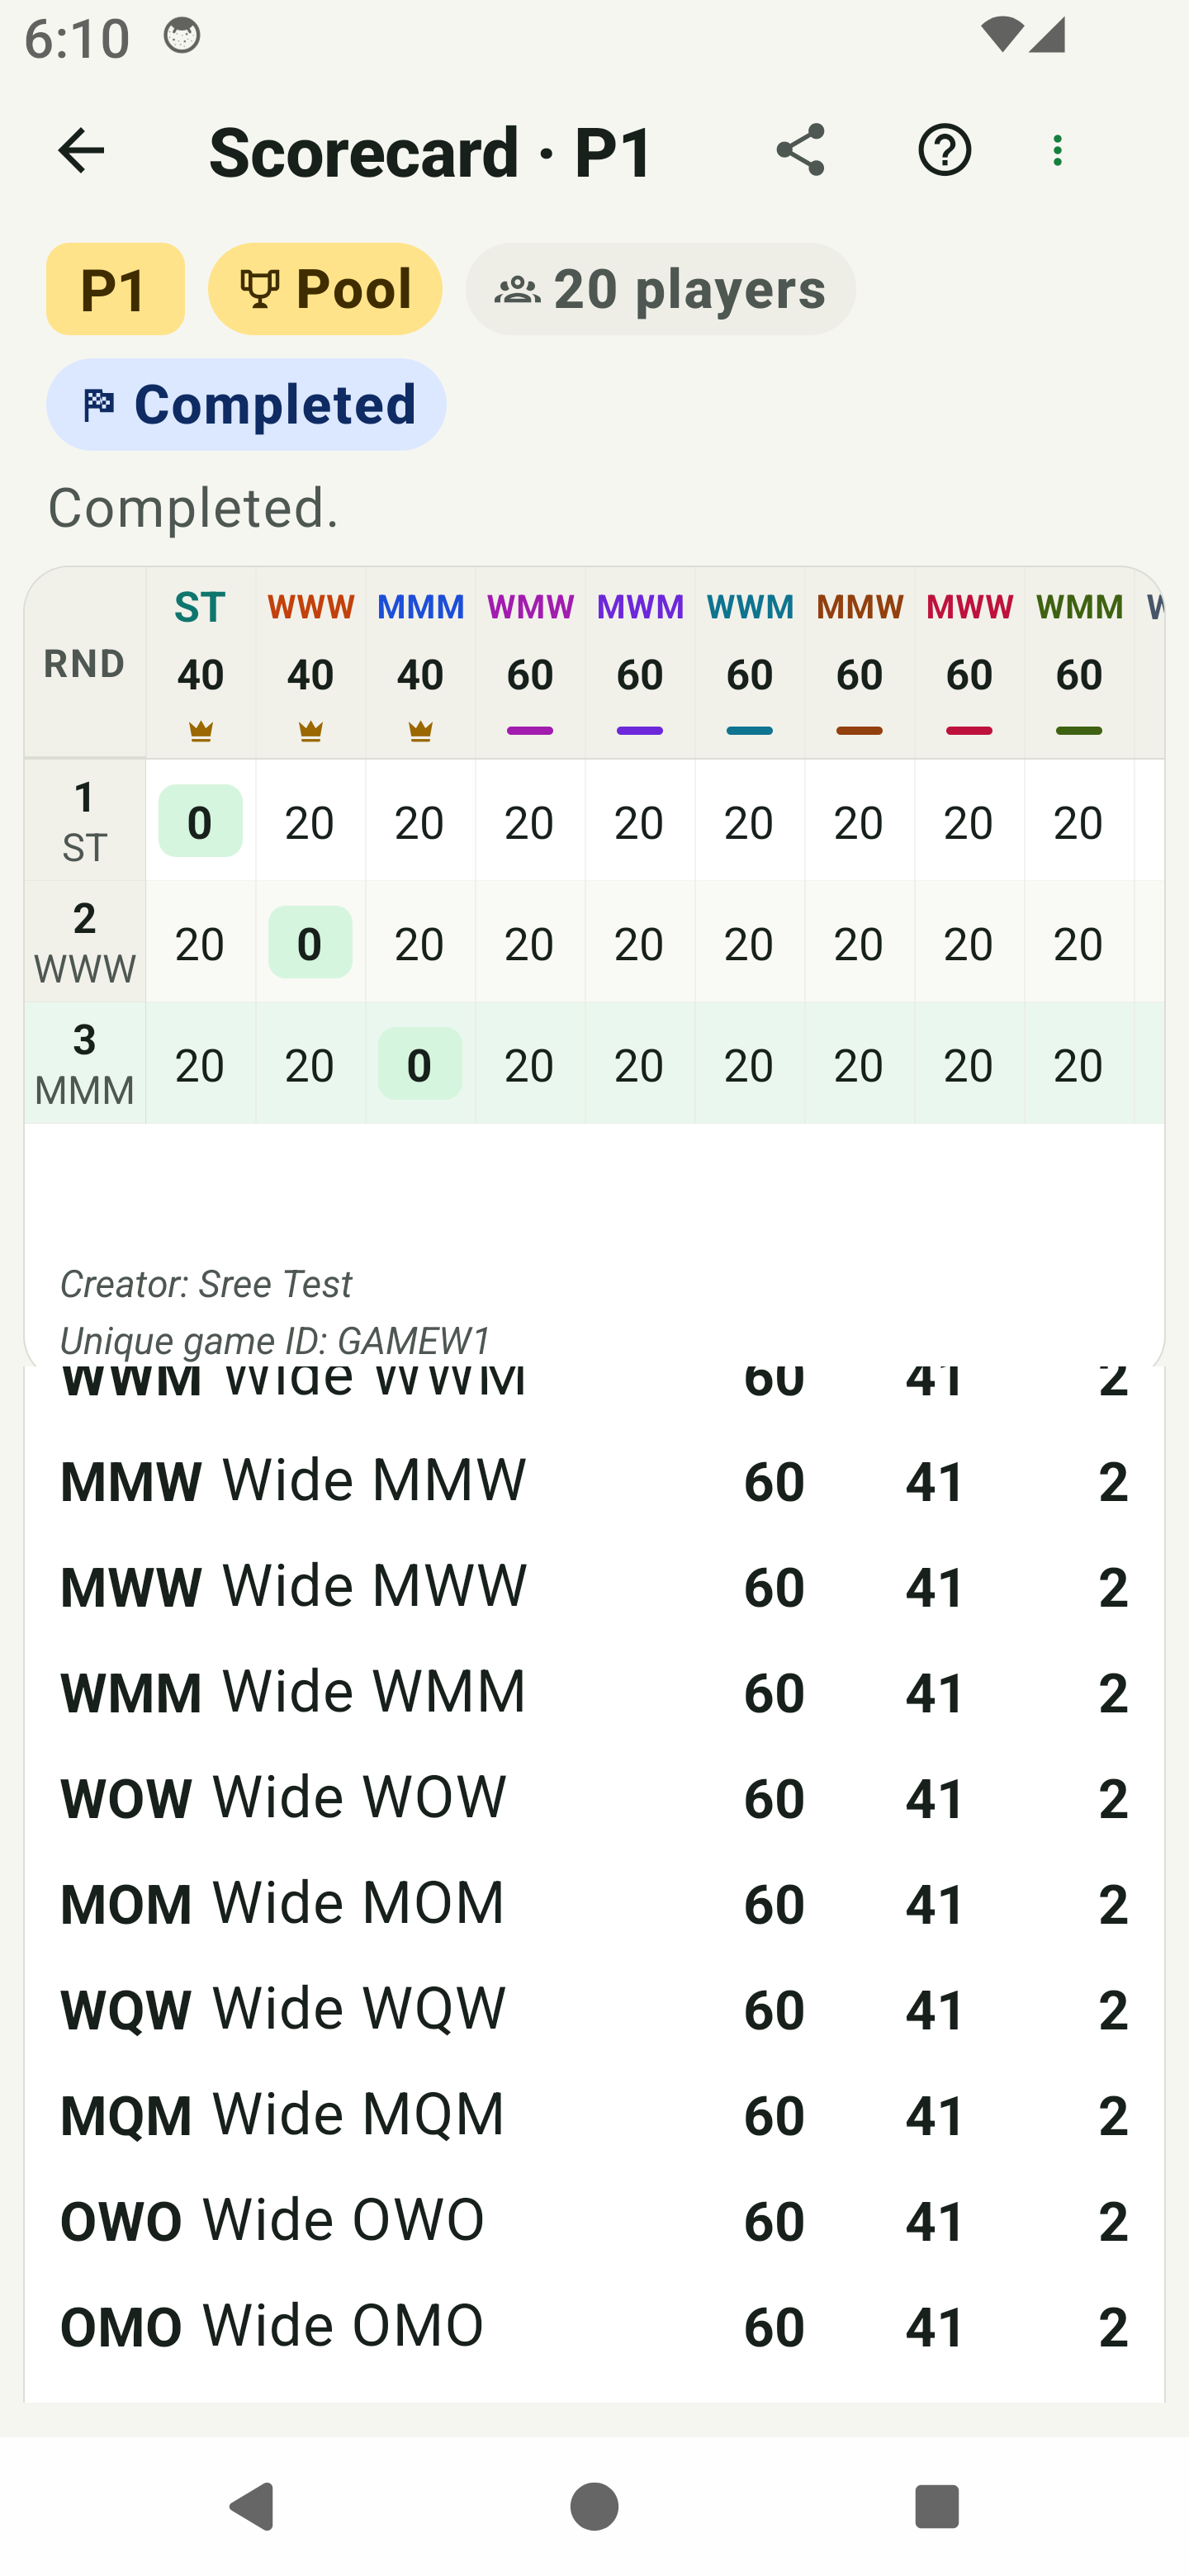 6:10
Scorecard · P1
P1 Pool 20 players
Completed
Completed.
RND ST WWW MMM WMW MWM WWM MMW MWW WMM W
40 40 40 60 60 60 60 60 60
1 ST 0 20 20 20 20 20 20 20 20
2 WWW 20 0 20 20 20 20 20 20 20
3 MMM 20 20 0 20 20 20 20 20 20
Creator: Sree Test
Unique game ID: GAMEW1
WWM Wide WWM 60 41 2
MMW Wide MMW 60 41 2
MWW Wide MWW 60 41 2
WMM Wide WMM 60 41 2
WOW Wide WOW 60 41 2
MOM Wide MOM 60 41 2
WQW Wide WQW 60 41 2
MQM Wide MQM 60 41 2
OWO Wide OWO 60 41 2
OMO Wide OMO 60 41 2